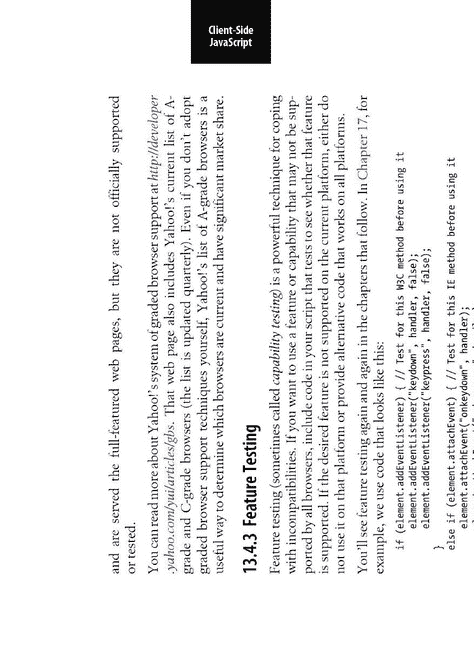 Client-Side
JavaScript
and are served the full-featured web pages, but they are not officially supported
or tested.
You can read more about Yahoo!'s system of graded browser support at http://developer
.yahoo.com/yui/articles/gbs. That web page also includes Yahoo!'s current list of A-
grade and C-grade browsers (the list is updated quarterly). Even if you don't adopt
graded browser support techniques yourself, Yahoo!'s list of A-grade browsers is a
useful way to determine which browsers are current and have significant market share.
13.4.3 Feature Testing
Feature testing (sometimes called capability testing) is a powerful technique for coping
with incompatibilities. If you want to use a feature or capability that may not be sup-
ported by all browsers, include code in your script that tests to see whether that feature
is supported. If the desired feature is not supported on the current platform, either do
not use it on that platform or provide alternative code that works on all platforms.
You'll see feature testing again and again in the chapters that follow. In Chapter 17, for
example, we use code that looks like this:
if (element.addEventListener) { // Test for this W3C method before using it
element.addEventListener("keydown", handler, false);
element.addEventListener("keypress", handler, false);
}
else if (element.attachEvent) { // Test for this IE method before using it
element.attachEvent("onkeydown", handler);